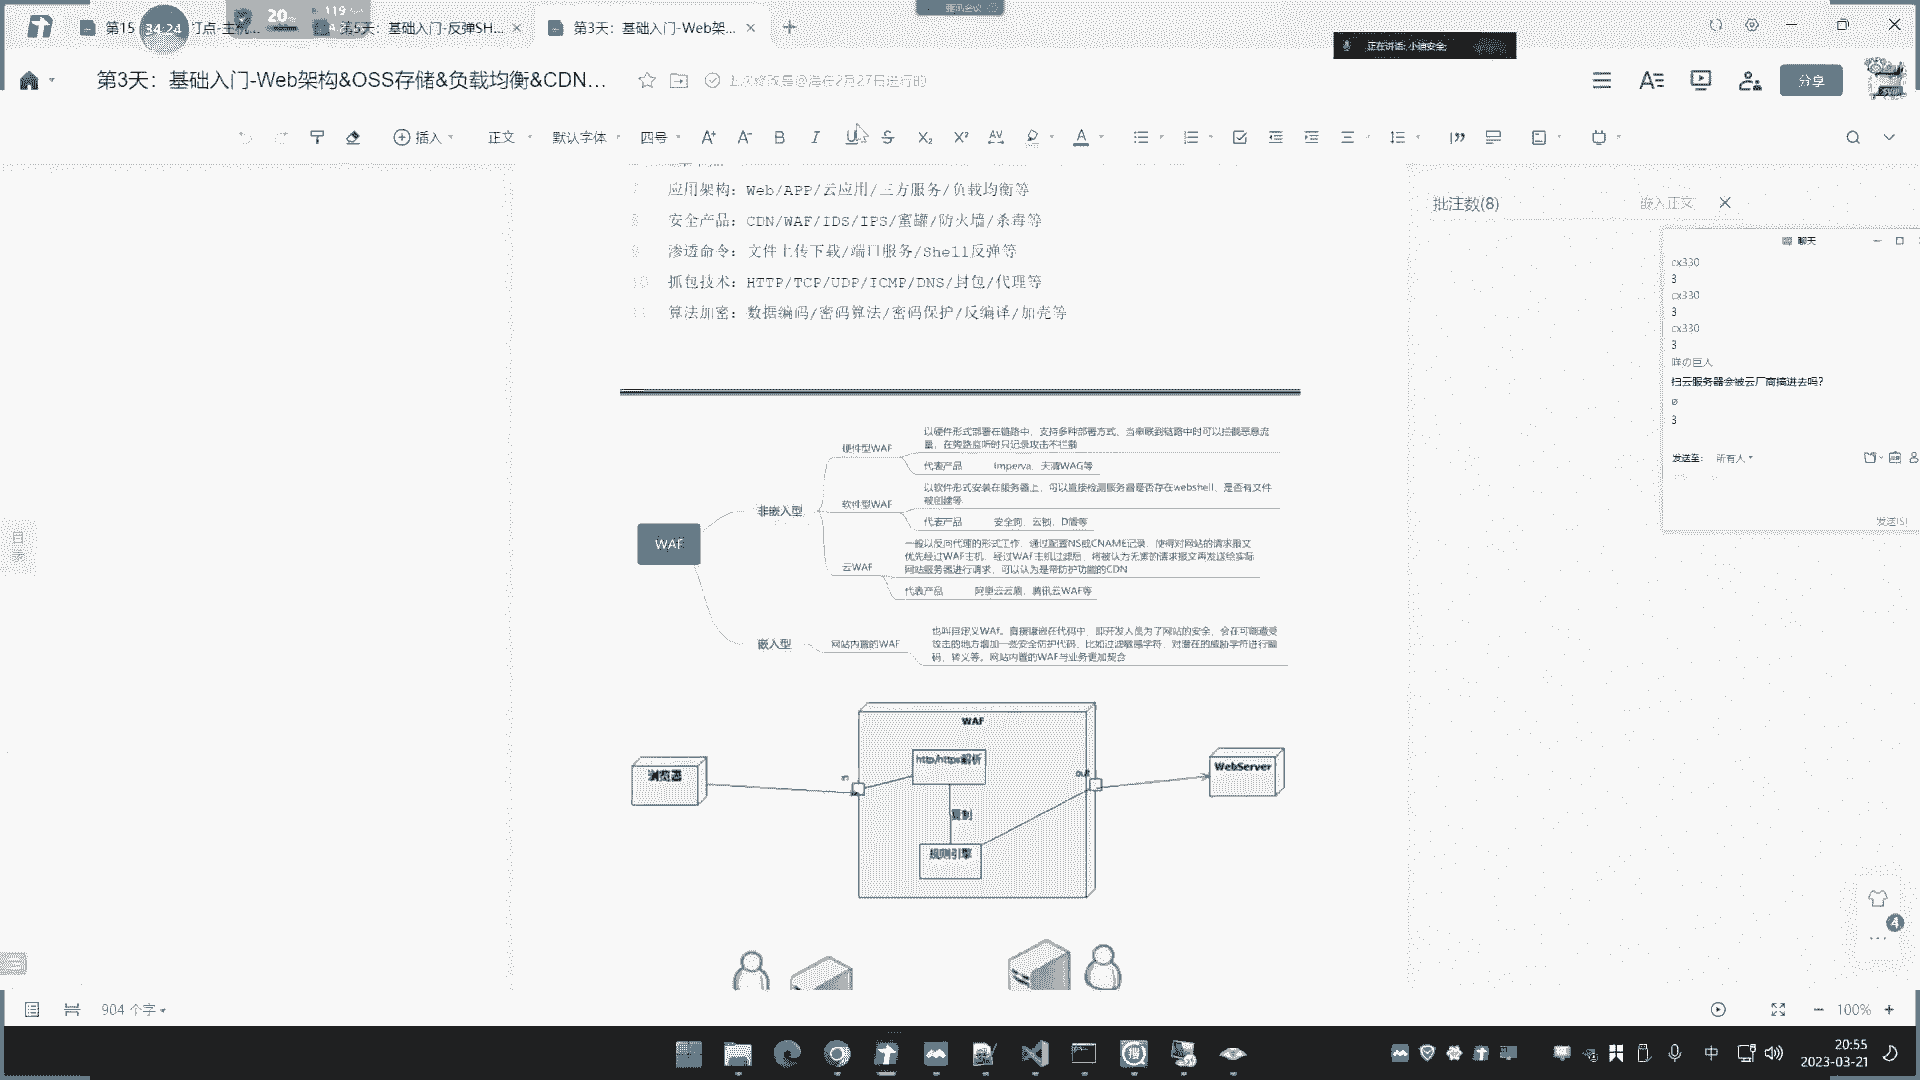 第15
34:24
打点-主机...
20
119
第5天：基础入门-反弹SH...
第3天：基础入门-Web架...
正在讲话: 小迪安全;
第3天：基础入门-Web架构&OSS存储&负载均衡&CDN...
上次修改是@海在2月27日进行的
分享
插入
正文
默认字体
四号
应用架构：Web/APP/云应用/三方服务/负载均衡等
安全产品：CDN/WAF/IDS/IPS/蜜罐/防火墙/杀毒等
渗透命令：文件上传下载/端口服务/Shell反弹等
10 抓包技术：HTTP/TCP/UDP/ICMP/DNS/封包/代理等
11 算法加密：数据编码/密码算法/密码保护/反编译/加壳等
批注数(8)
嵌入正文
聊天
cx330
3
cx330
3
cx330
3
咩の巨人
扫云服务器会被云厂商搞进去吗?
ø
3
发送至: 所有人
发送(S)
目录
WAF
非嵌入型
硬件型WAF
以硬件形式部署在链路中，支持多种部署方式，当串联到链路中时可以拦截恶意流
量，在旁路监听时只记录攻击不拦截
代表产品 Imperva、天清WAG等
软件型WAF
以软件形式安装在服务器上，可以直接检测服务器是否存在webshell、是否有文件
被创建等
代表产品 安全狗、云锁、D盾等
云WAF
一般以反向代理的形式工作，通过配置NS或CNAME记录，使得对网站的请求报文
优先经过WAF主机，经过WAF主机过滤后，将被认为无害的请求报文再发送给实际
网站服务器进行请求，可以认为是带防护功能的CDN
代表产品 阿里云云盾、腾讯云WAF等
嵌入型
网站内置的WAF
也叫自定义WAf。直接镶嵌在代码中，即开发人员为了网站的安全，会在可能遭受
攻击的地方增加一些安全防护代码，比如过滤敏感字符，对潜在的威胁字符进行编
码、转义等。网站内置的WAF与业务更加契合
WAF
浏览器
in
http/https解析
复制
规则引擎
out
WebServer
4
904 个字
100%
中
20:55
2023-03-21